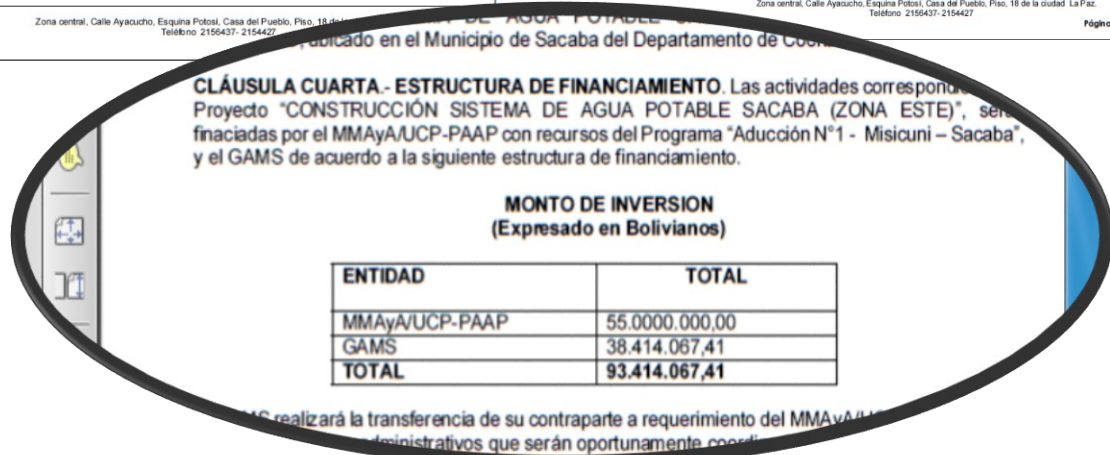 Zona central, Calle Ayacucho, Esquina Potosí, Casa del Pueblo, Piso, 18
Teléfono 2156437- 2154427
Zona central, Calle Ayacucho, Esquina Potosí, Casa del Pueblo, Piso, 18 de la ciudad La Paz.
Teléfono 2156437- 2154427
Página
DE AGUA POTABLE
ubicado en el Municipio de Sacaba del Departamento de
CLÁUSULA CUARTA.- ESTRUCTURA DE FINANCIAMIENTO. Las actividades
Proyecto "CONSTRUCCIÓN SISTEMA DE AGUA POTABLE SACABA (ZONA ESTE)",
finaciadas por el MMAyA/UCP-PAAP con recursos del Programa "Aducción N°1 - Misicuni – Sacaba",
y el GAMS de acuerdo a la siguiente estructura de financiamiento.
MONTO DE INVERSION
(Expresado en Bolivianos)
ENTIDAD TOTAL
MMAyA/UCP-PAAP 55.0000.000,00
GAMS 38.414.067,41
TOTAL 93.414.067,41
realizará la transferencia de su contraparte a requerimiento del
administrativos que serán oportunamente